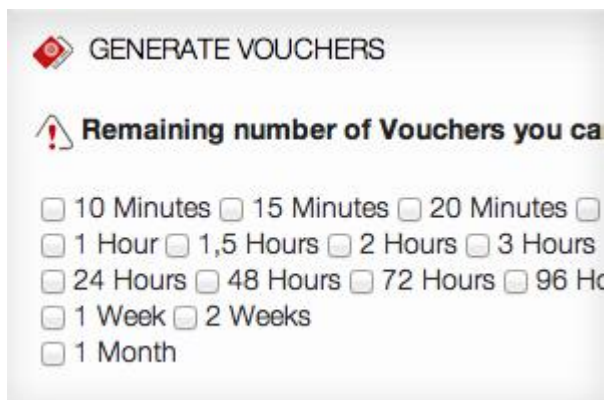 GENERATE VOUCHERS
Remaining number of Vouchers you
10 Minutes 15 Minutes 20 Minutes
1 Hour 1,5 Hours 2 Hours 3 Hours
24 Hours 48 Hours 72 Hours 96
1 Week 2 Weeks
1 Month